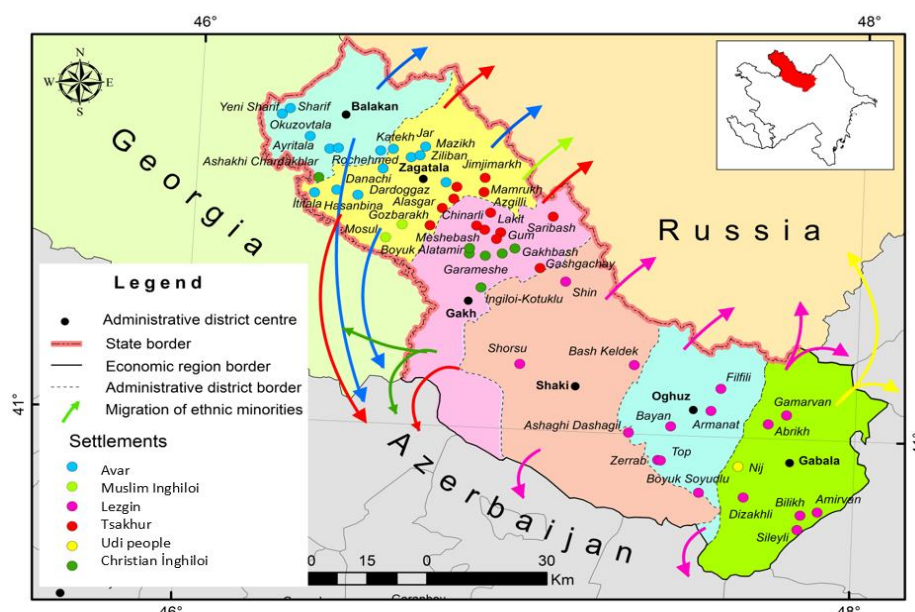 46°
48°
41°
41°
46°
48°
N
W E
S
Georgia
Russia
Azerbaijan
Balakan
Yeni Sharif
Sharif
Okuzovtala
Ayritala
Katekh
Jar
Mazikh
Ziliban
Ashakhi Chardakhlar
Rochehmed
Zagatala
Jimjimarkh
Danachi
Dardoggaz
Mamrukh
Ititala
Hasanbina
Alasgar
Azgilli
Gozbarakh
Chinarli
Lakit
Saribash
Mosul
Meshebash
Gum
Boyuk Alatamir
Gakhbash
Garameshe
Gashgachay
Ingiloi-Kotuklu
Shin
Gakh
Shorsu
Bash Keldek
Shaki
Filfili
Oghuz
Gamarvan
Bayan
Armanat
Abrikh
Ashaghi Dashagil
Zerrab
Top
Nij
Gabala
Boyuk Soyudlu
Dizakhli
Bilikh
Amirvan
Sileyli
Legend
Administrative district centre
State border
Economic region border
Administrative district border
Migration of ethnic minorities
Settlements
Avar
Muslim Inghiloi
Lezgin
Tsakhur
Udi people
Christian İnghiloi
0 15 0 30
Km